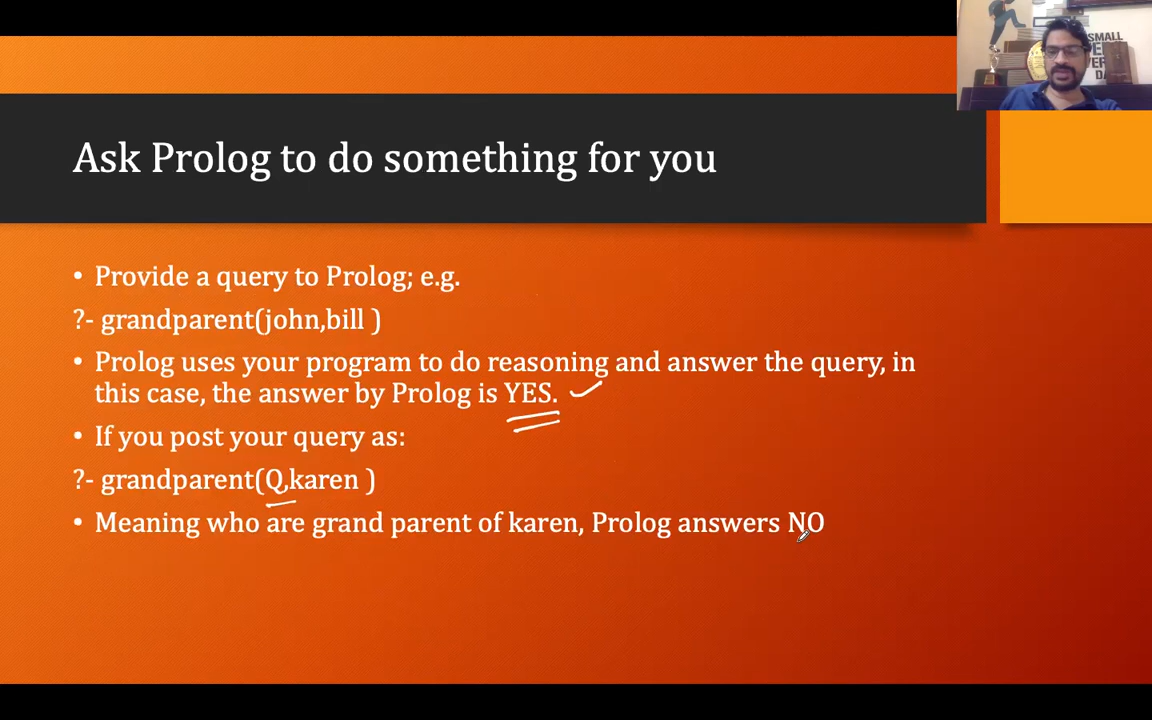 SMALL
Ask Prolog to do something for you
• Provide a query to Prolog; e.g.
?- grandparent(john,bill )
• Prolog uses your program to do reasoning and answer the query, in
this case, the answer by Prolog is YES.
• If you post your query as:
?- grandparent(Q,karen )
• Meaning who are grand parent of karen, Prolog answers NO